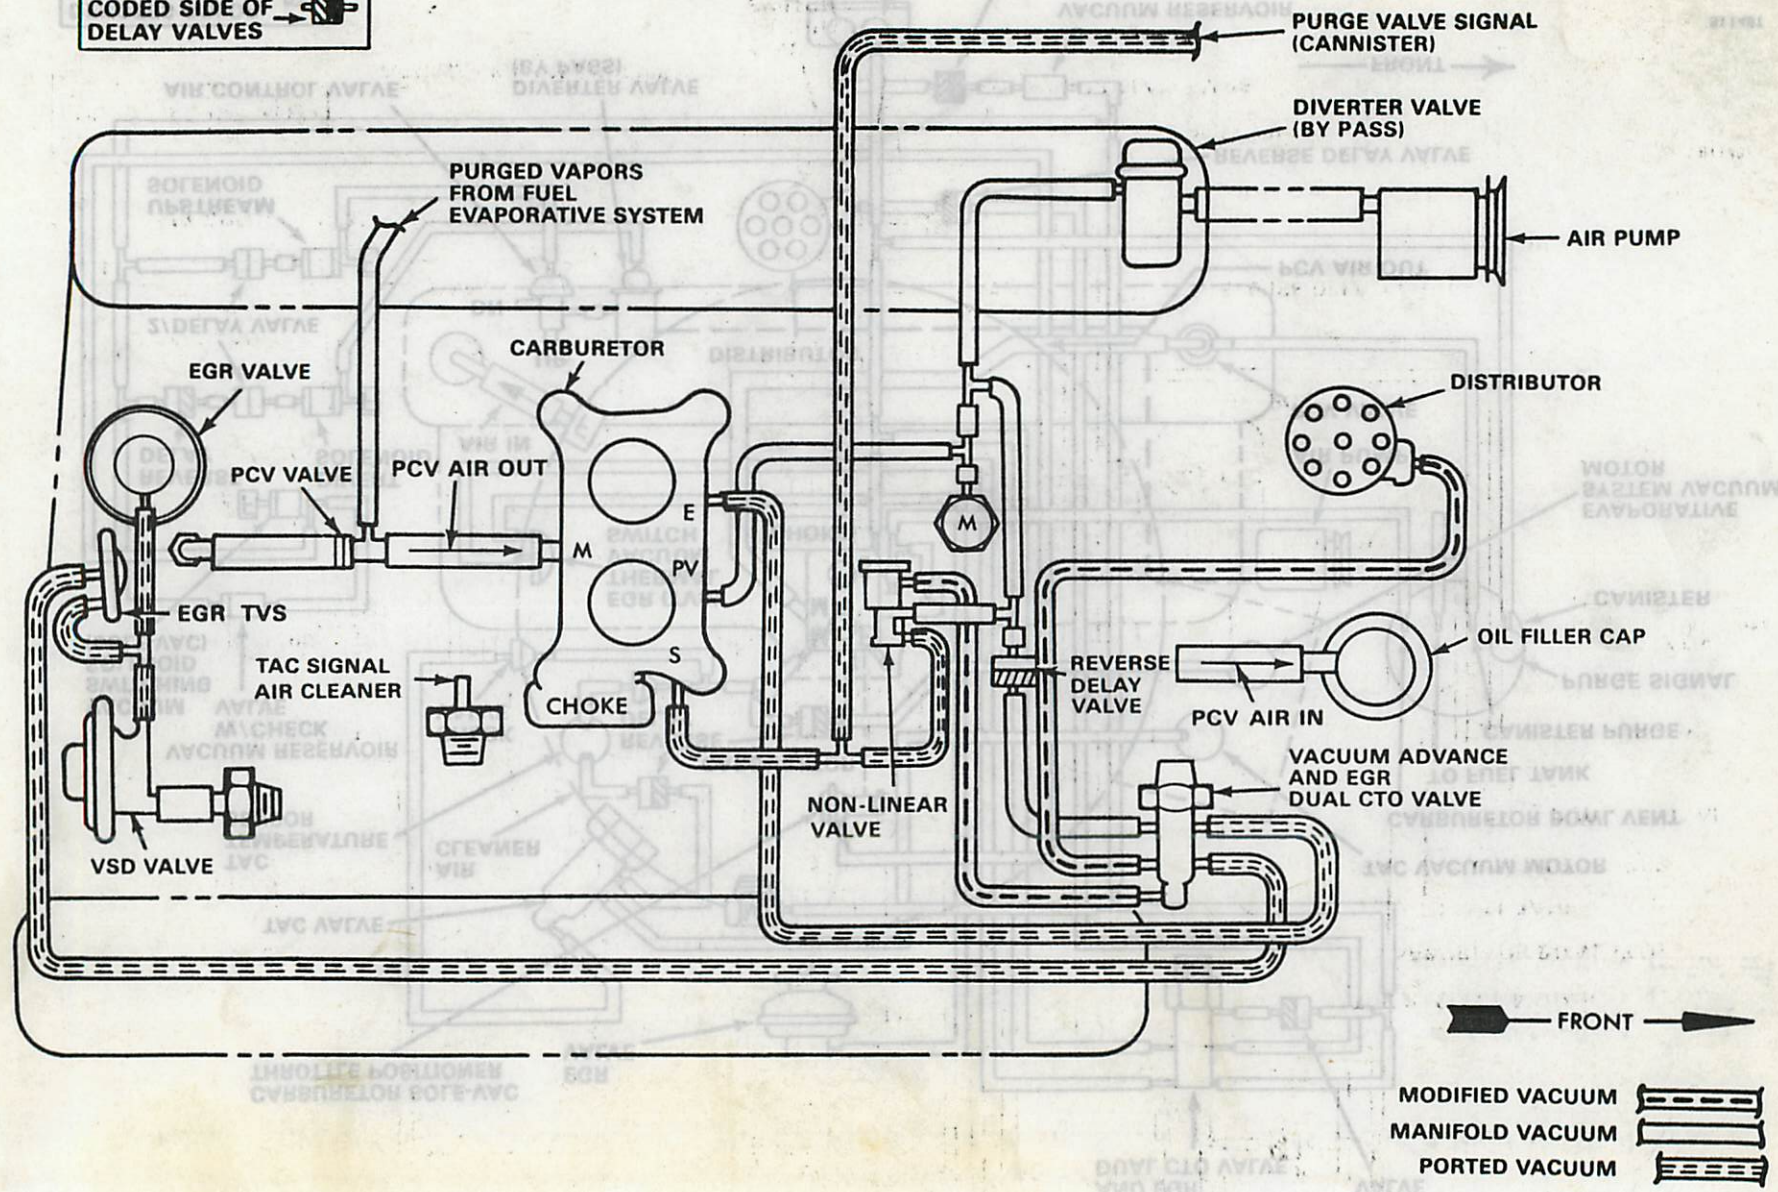 CODED SIDE OF
DELAY VALVES
PURGE VALVE SIGNAL
(CANNISTER)
DIVERTER VALVE
(BY PASS)
PURGED VAPORS
FROM FUEL
EVAPORATIVE SYSTEM
AIR PUMP
CARBURETOR
EGR VALVE
DISTRIBUTOR
PCV VALVE
PCV AIR OUT
E
M
M
PV
EGR TVS
S
TAC SIGNAL
AIR CLEANER
CHOKE
REVERSE
DELAY
VALVE
OIL FILLER CAP
PCV AIR IN
NON-LINEAR
VALVE
VACUUM ADVANCE
AND EGR
DUAL CTO VALVE
VSD VALVE
FRONT
MODIFIED VACUUM
MANIFOLD VACUUM
PORTED VACUUM